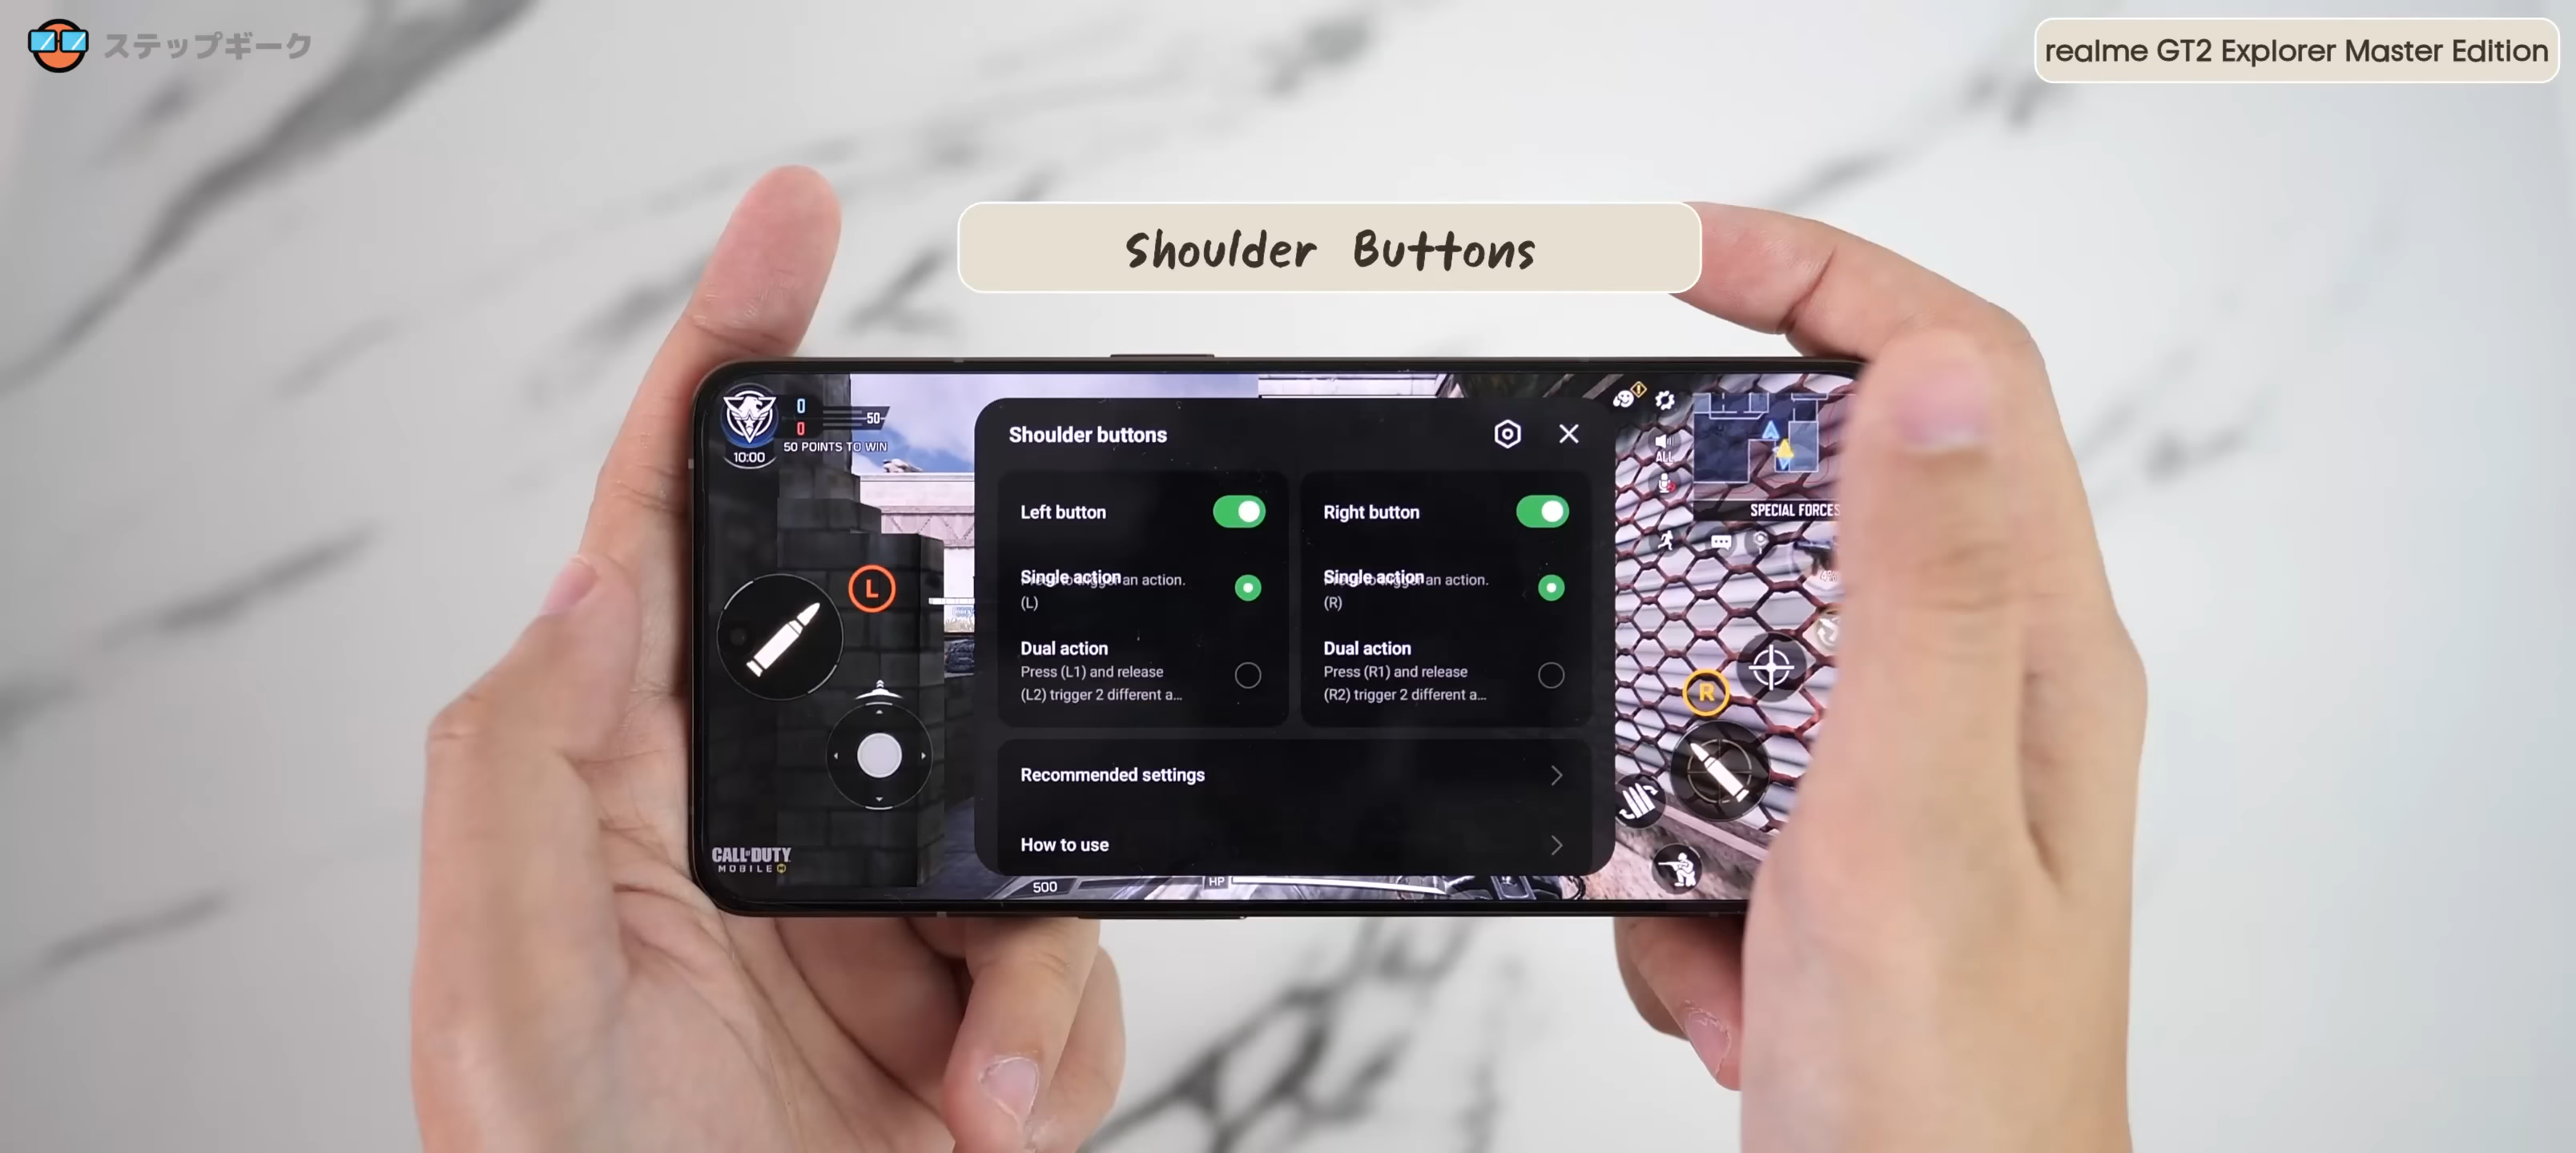 ステップギーク
realme GT2 Explorer Master Edition
Shoulder Buttons
0
0
50
50 POINTS TO WIN
10:00
Shoulder buttons
ALL
SPECIAL FORCES
Left button
Right button
Single action
an action.
(L)
Single action
an action.
(R)
L
Dual action
Press (L1) and release
(L2) trigger 2 different a...
Dual action
Press (R1) and release
(R2) trigger 2 different a...
R
Recommended settings
How to use
CALL OF DUTY
MOBILE
500
HP